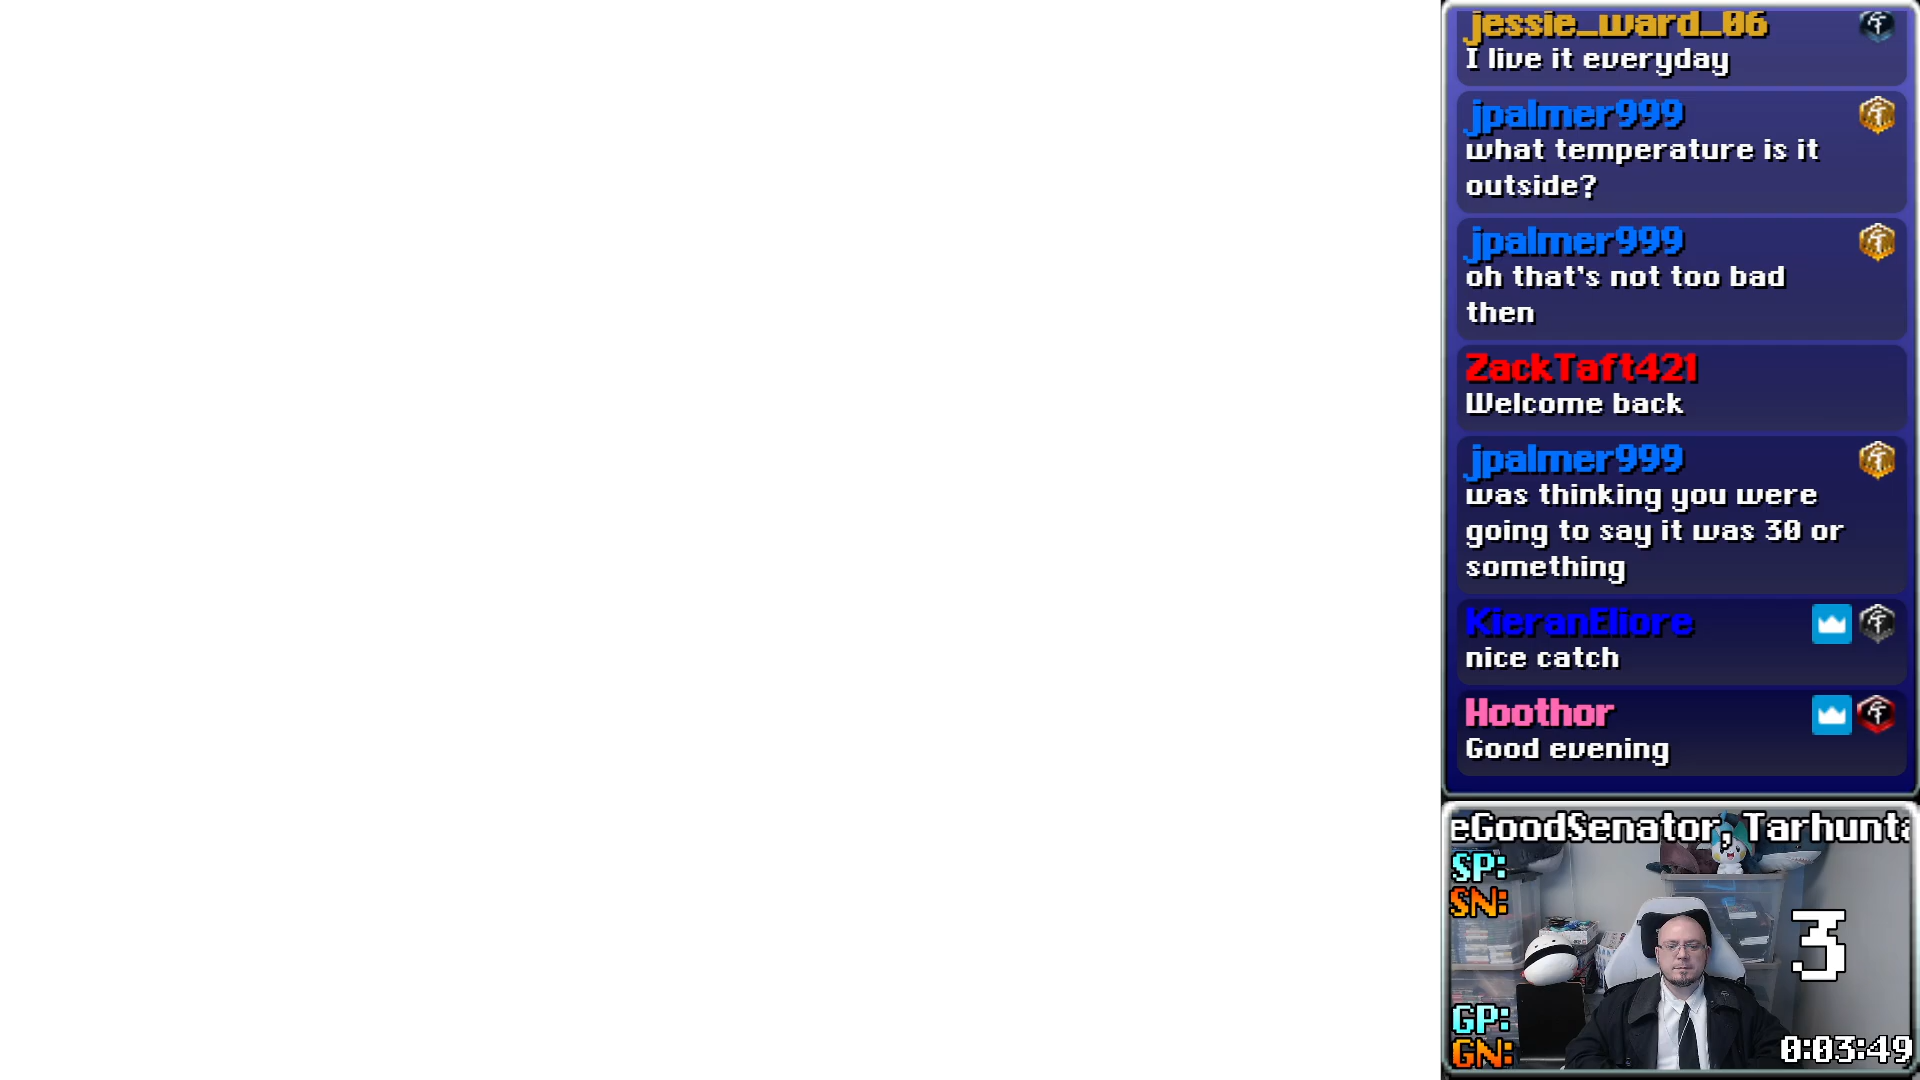 jessie_ward_06
I live it everyday
jpalmer999
what temperature is it
outside?
jpalmer999
oh that's not too bad
then
ZackTaft421
Welcome back
jpalmer999
was thinking you were
going to say it was 30 or
something
KieranEliore
nice catch
Hoothor
Good evening
eGoodSenator, Tarhunt
SP:
SN:
3
GP:
GN:
0:03:49